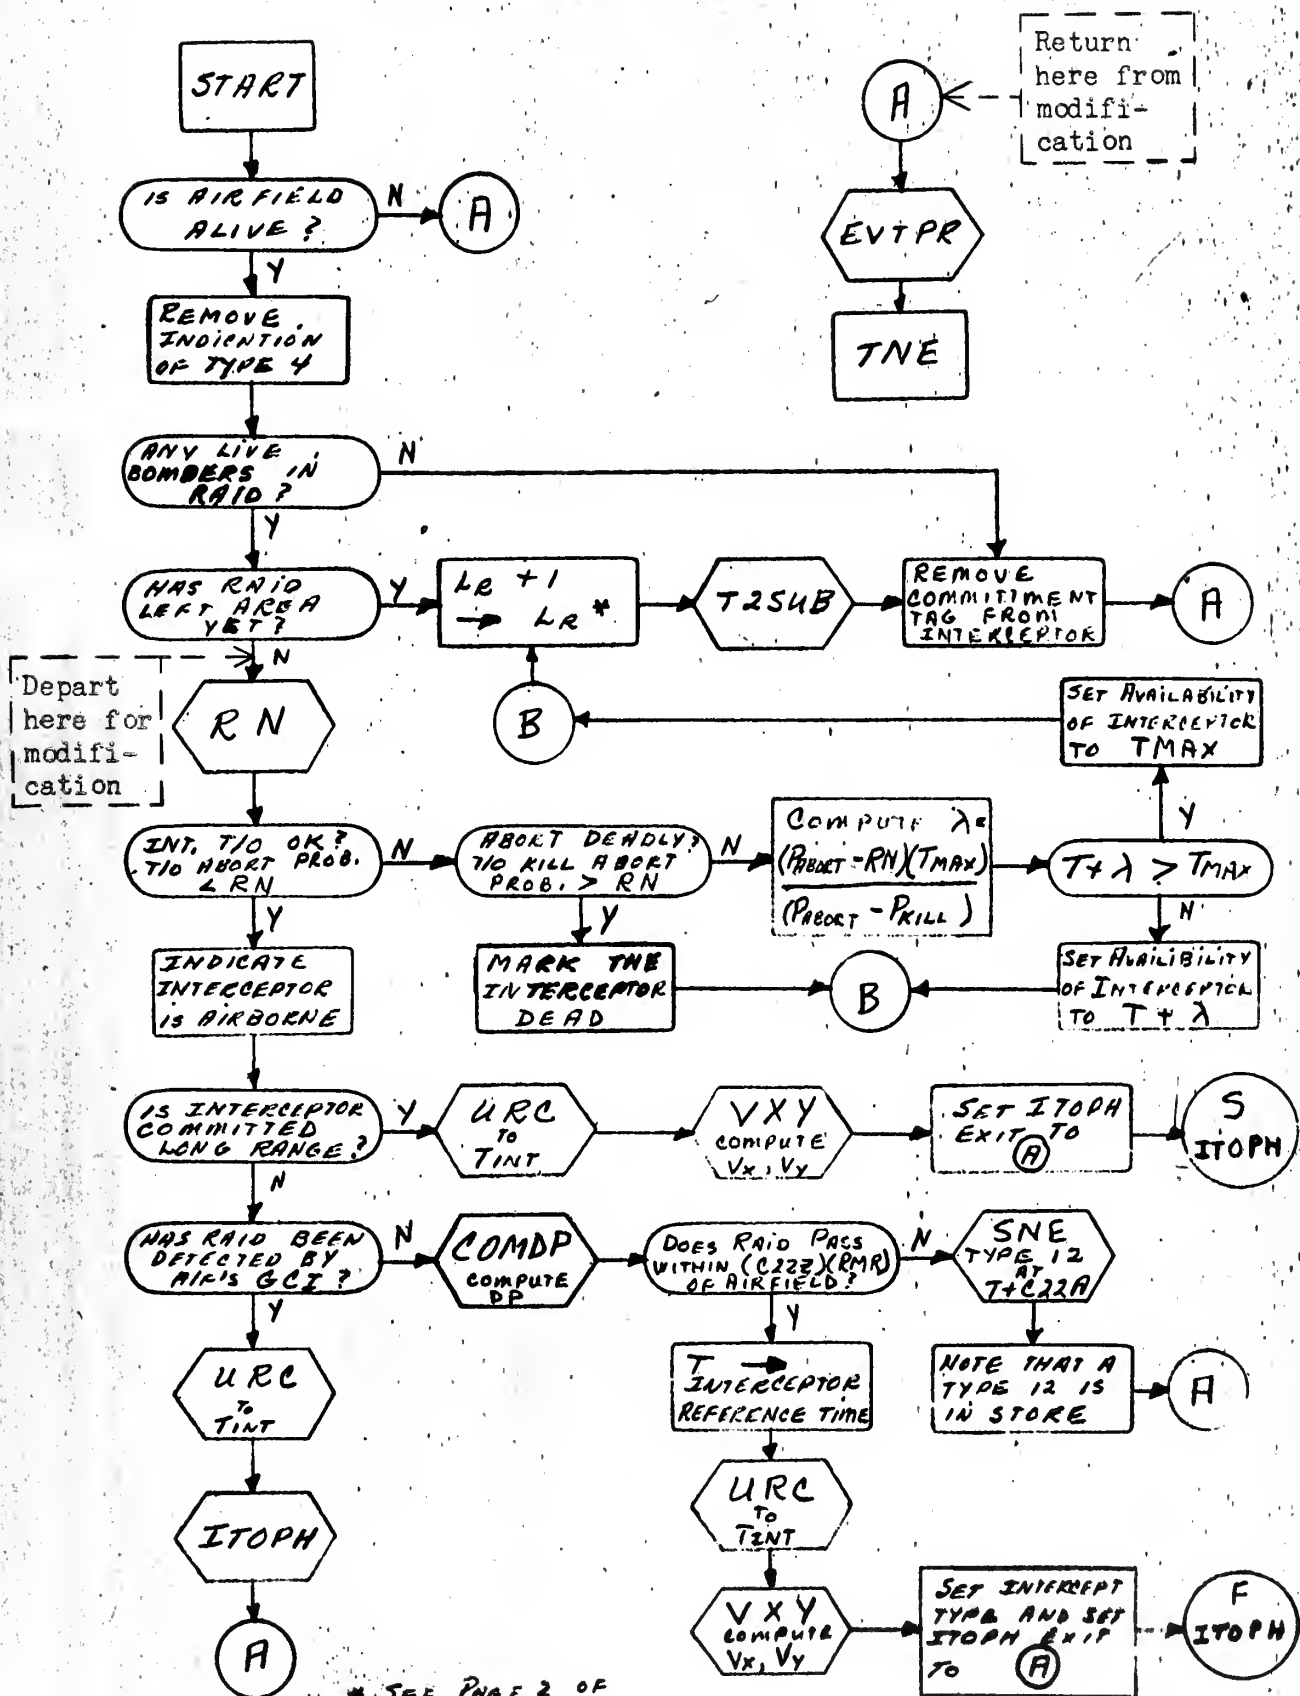 START
Return
here from
modifi-
cation
A
IS AIRFIELD
ALIVE ?
N
A
Y
EVTPR
REMOVE
INDICATION
OF TYPE 4
TNE
ANY LIVE
BOMBERS IN
RAID ?
N
Y
HAS RAID
LEFT AREA
YET ?
Y
LR + 1
→ LR *
T2SUB
REMOVE
COMMITTMENT
TAG FROM
INTERCEPTOR
A
N
Depart
here for
modifi-
cation
RN
B
SET AVAILABILITY
OF INTERCEPTOR
TO TMAX
Y
INT. T/O OK?
T/O ABORT PROB.
< RN
N
ABORT DEADLY?
T/O KILL ABORT
PROB. > RN
N
COMPUTE λ=
(PABORT - RN)(TMAX)
(PABORT - PKILL)
T + λ > TMAX
Y
Y
N
INDICATE
INTERCEPTOR
IS AIRBORNE
MARK THE
INTERCEPTOR
DEAD
B
SET AVAILIBILITY
OF INTERCEPTOR
TO T + λ
IS INTERCEPTOR
COMMITTED
LONG RANGE?
Y
URC
TO
TINT
VXY
COMPUTE
Vx, Vy
SET ITOPH
EXIT TO
A
S
ITOPH
N
HAS RAID BEEN
DETECTED BY
A/F'S GCI ?
N
COMDP
COMPUTE
DP
DOES RAID PASS
WITHIN (C22Z)(RMR)
OF AIRFIELD?
N
SNE
TYPE 12
AT
T+C22A
Y
Y
URC
TO
TINT
T →
INTERCEPTOR
REFERENCE TIME
NOTE THAT A
TYPE 12 IS
IN STORE
A
URC
TO
TINT
ITOPH
VXY
COMPUTE
Vx, Vy
SET INTERCEPT
TYPE AND SET
ITOPH EXIT
TO A
F
ITOPH
A
* SEE PAGE 2 OF